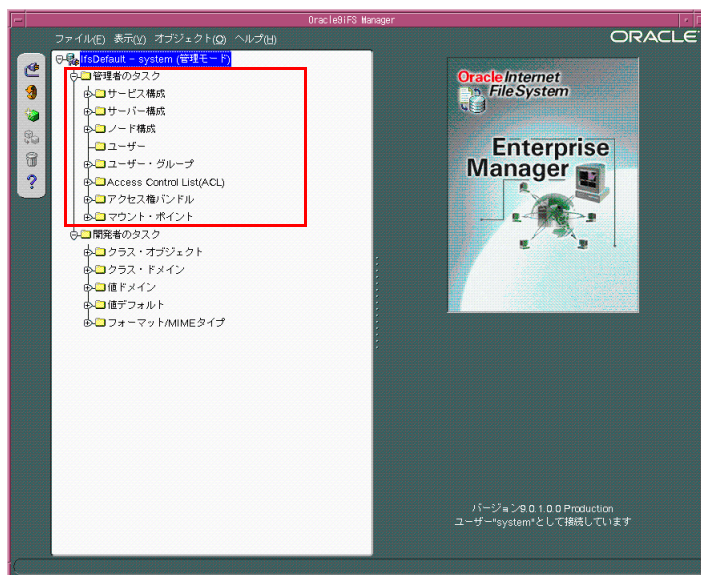 Oracle9iFS Manager
ファイル(F) 表示(V) オブジェクト(O) ヘルプ(H)
ORACLE
IfsDefault – system (管理モード)
管理者のタスク
サービス構成
サーバー構成
ノード構成
ユーザー
ユーザー・グループ
Access Control List(ACL)
アクセス権バンドル
マウント・ポイント
開発者のタスク
クラス・オブジェクト
クラス・ドメイン
値ドメイン
値デフォルト
フォーマット/MIMEタイプ
Oracle Internet
File System
Enterprise
Manager
バージョン9.0.1.0.0 Production
ユーザー"system"として接続しています